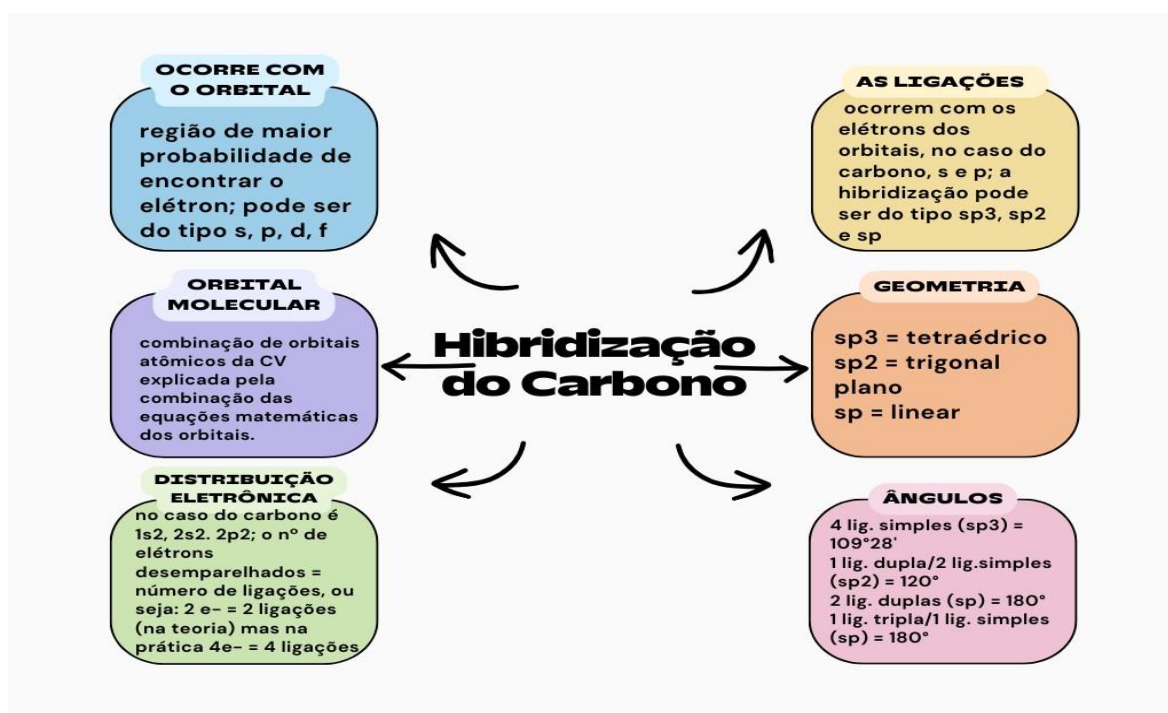 OCORRE COM
O ORBITAL
região de maior
probabilidade de
encontrar o
elétron; pode ser
do tipo s, p, d, f
ORBITAL
MOLECULAR
combinação de orbitais
atômicos da CV
explicada pela
combinação das
equações matemáticas
dos orbitais.
DISTRIBUIÇÃO
ELETRÔNICA
no caso do carbono é
1s2, 2s2. 2p2; o nº de
elétrons
desemparelhados =
número de ligações, ou
seja: 2 e- = 2 ligações
(na teoria) mas na
prática 4e- = 4 ligações
Hibridização
do Carbono
AS LIGAÇÕES
ocorrem com os
elétrons dos
orbitais, no caso do
carbono, s e p; a
hibridização pode
ser do tipo sp3, sp2
e sp
GEOMETRIA
sp3 = tetraédrico
sp2 = trigonal
plano
sp = linear
ÂNGULOS
4 lig. simples (sp3) =
109°28'
1 lig. dupla/2 lig.simples
(sp2) = 120°
2 lig. duplas (sp) = 180°
1 lig. tripla/1 lig. simples
(sp) = 180°